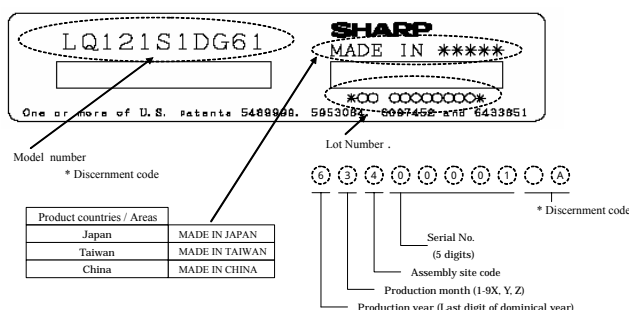 SHARP
LQ121S1DG61
MADE IN *****
*OO OOOOOOOO*
One or more of U.S. patents 5489999. 5953084. 6097452 and 6433851
Model number
* Discernment code
Lot Number .
6 3 4 0 0 0 0 1 A
* Discernment code
Serial No.
(5 digits)
Assembly site code
Production month (1-9X, Y, Z)
Production year (Last digit of dominical year)
Product countries / Areas
Japan MADE IN JAPAN
Taiwan MADE IN TAIWAN
China MADE IN CHINA